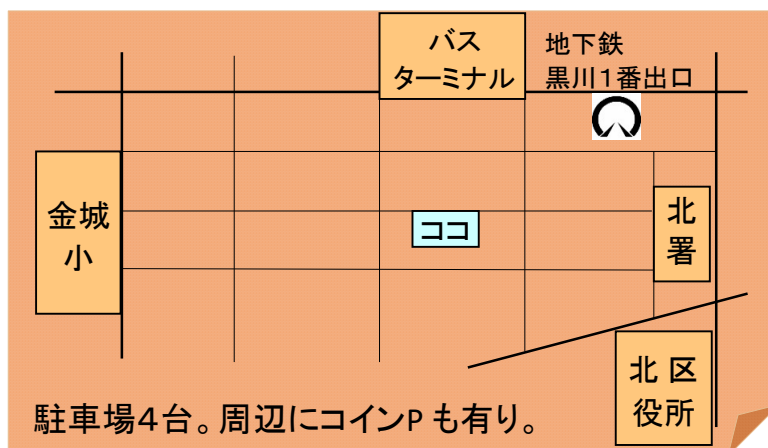 バス
ターミナル
地下鉄
黒川1番出口
金城
小
ココ
北
署
北 区
役所
駐車場4台。周辺にコインP も有り。